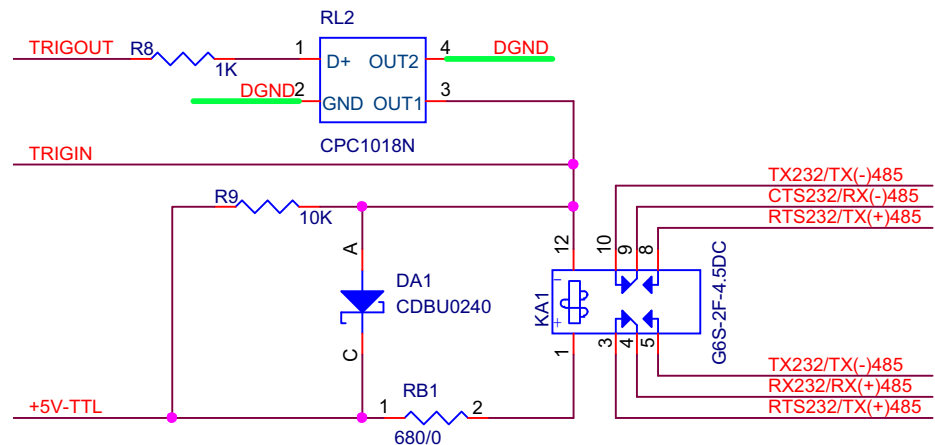 RL2
TRIGOUT R8 1K 1 D+ OUT2 4 DGND
DGND 2 GND OUT1 3
CPC1018N
TRIGIN
TX232/TX(-)485
CTS232/RX(-)485
RTS232/TX(+)485
R9 10K
A
12 10 9 8
DA1
CDBU0240
KA1
-
+
G6S-2F-4.5DC
C
1 3 4 5
TX232/TX(-)485
RX232/RX(+)485
RTS232/TX(+)485
+5V-TTL
RB1
1 2
680/0